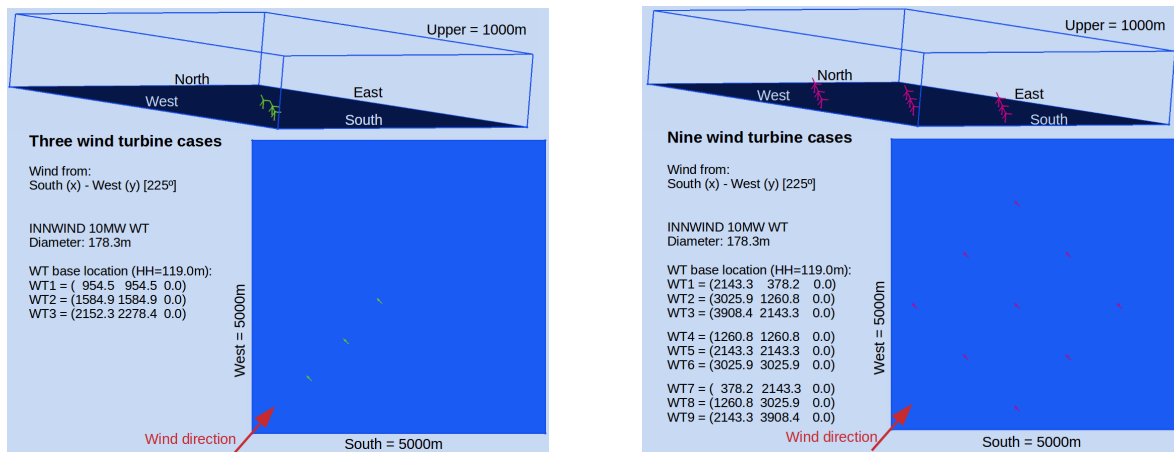 Upper = 1000m
North
East
West
South
Three wind turbine cases
Wind from:
South (x) - West (y) [225º]
INNWIND 10MW WT
Diameter: 178.3m
WT base location (HH=119.0m):
WT1 = ( 954.5 954.5 0.0)
WT2 = (1584.9 1584.9 0.0)
WT3 = (2152.3 2278.4 0.0)
West = 5000m
Wind direction
South = 5000m
Upper = 1000m
North
East
West
South
Nine wind turbine cases
Wind from:
South (x) - West (y) [225º]
INNWIND 10MW WT
Diameter: 178.3m
WT base location (HH=119.0m):
WT1 = (2143.3 378.2 0.0)
WT2 = (3025.9 1260.8 0.0)
WT3 = (3908.4 2143.3 0.0)
WT4 = (1260.8 1260.8 0.0)
WT5 = (2143.3 2143.3 0.0)
WT6 = (3025.9 3025.9 0.0)
WT7 = ( 378.2 2143.3 0.0)
WT8 = (1260.8 3025.9 0.0)
WT9 = (2143.3 3908.4 0.0)
West = 5000m
Wind direction
South = 5000m